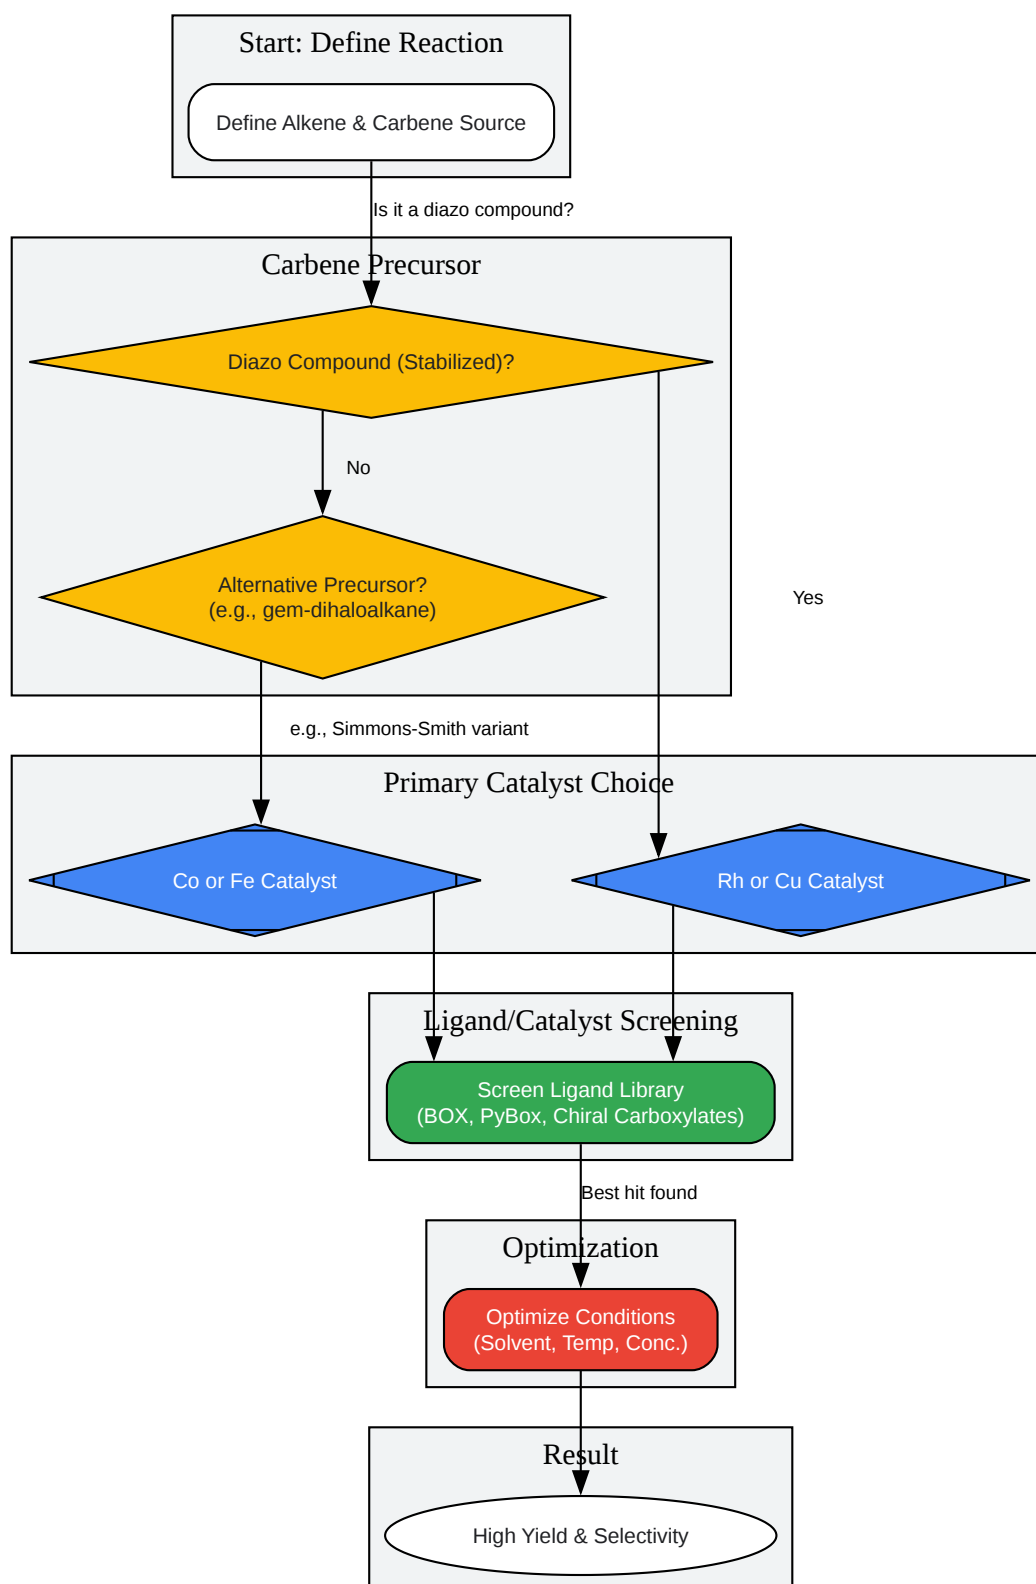 Start: Define Reaction
Define Alkene & Carbene Source
Is it a diazo compound?
Carbene Precursor
Diazo Compound (Stabilized)?
No
Alternative Precursor?
(e.g., gem-dihaloalkane)
Yes
e.g., Simmons-Smith variant
Primary Catalyst Choice
Co or Fe Catalyst
Rh or Cu Catalyst
Ligand/Catalyst Screening
Screen Ligand Library
(BOX, PyBox, Chiral Carboxylates)
Best hit found
Optimization
Optimize Conditions
(Solvent, Temp, Conc.)
Result
High Yield & Selectivity